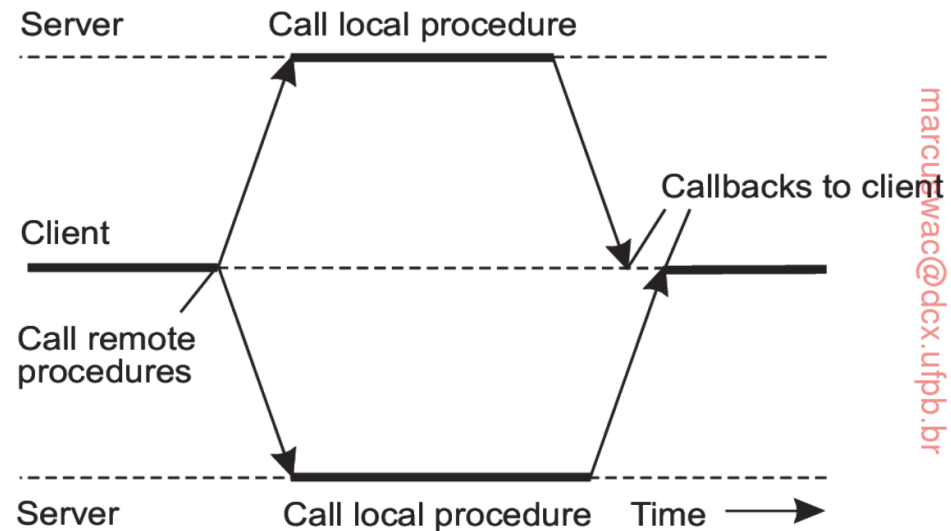 Server
Call local procedure
Callbacks to client
Client
Call remote
procedures
Server
Call local procedure
Time
marcuswac@dcx.ufpb.br